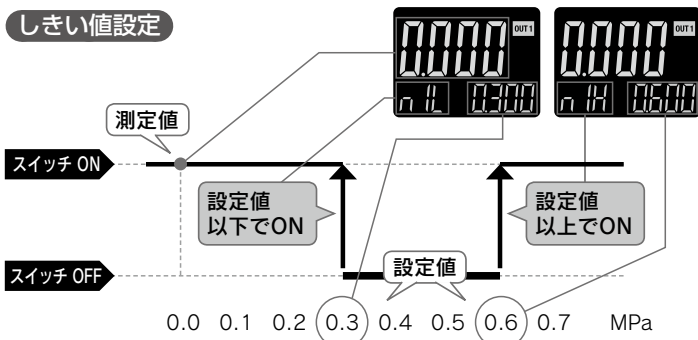 しきい値設定
0.000 OUT1
n 1L 0.300
0.000 OUT1
n 1H 0.600
測定値
スイッチ ON
設定値
以下でON
設定値
以上でON
スイッチ OFF
設定値
0.0 0.1 0.2 0.3 0.4 0.5 0.6 0.7 MPa